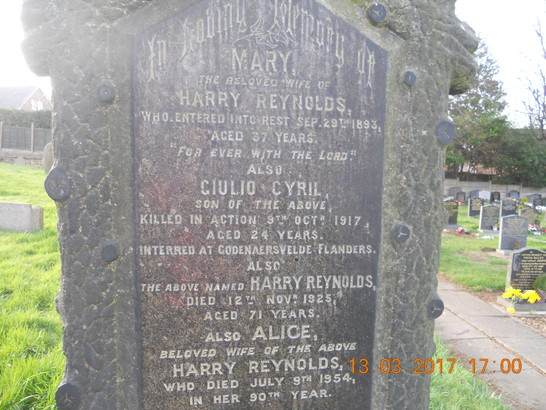 In Loving Memory of
MARY,
THE BELOVED WIFE OF
HARRY REYNOLDS,
WHO ENTERED INTO REST SEP. 29TH 1893,
AGED 37 YEARS.
"FOR EVER WITH THE LORD"
ALSO
GIULIO CYRIL,
SON OF THE ABOVE,
KILLED IN ACTION 9TH OCTR 1917,
AGED 24 YEARS.
INTERRED AT GODENAERSVELDE FLANDERS.
ALSO
THE ABOVE NAMED HARRY REYNOLDS,
DIED 12TH NOVR 1925,
AGED 71 YEARS.
ALSO ALICE,
BELOVED WIFE OF THE ABOVE
HARRY REYNOLDS,
WHO DIED JULY 9TH 1954,
IN HER 90TH YEAR.
13 03 2017 17:00